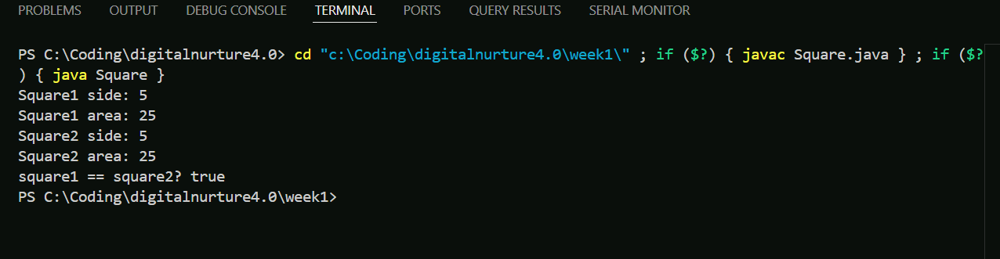 PROBLEMS OUTPUT DEBUG CONSOLE TERMINAL PORTS QUERY RESULTS SERIAL MONITOR
PS C:\Coding\digitalnurture4.0> cd "c:\Coding\digitalnurture4.0\week1\" ; if ($?) { javac Square.java } ; if ($?
) { java Square }
Square1 side: 5
Square1 area: 25
Square2 side: 5
Square2 area: 25
square1 == square2? true
PS C:\Coding\digitalnurture4.0\week1>